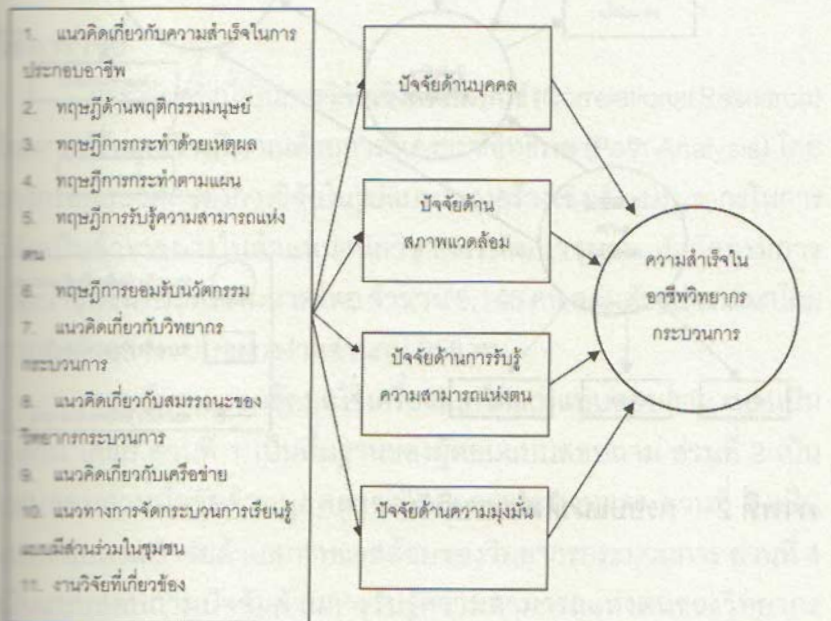 1. แนวคิดเกี่ยวกับความสำเร็จในการ
ประกอบอาชีพ
2. ทฤษฎีด้านพฤติกรรมมนุษย์
3. ทฤษฎีการกระทำด้วยเหตุผล
4. ทฤษฎีการกระทำตามแผน
5. ทฤษฎีการรับรู้ความสามารถแห่ง
ตน
6. ทฤษฎีการยอมรับนวัตกรรม
7. แนวคิดเกี่ยวกับวิทยากร
กระบวนการ
8. แนวคิดเกี่ยวกับสมรรถนะของ
วิทยากรกระบวนการ
9. แนวคิดเกี่ยวกับเครือข่าย
10. แนวทางการจัดกระบวนการเรียนรู้
แบบมีส่วนร่วมในชุมชน
11. งานวิจัยที่เกี่ยวข้อง
ปัจจัยด้านบุคคล
ปัจจัยด้าน
สภาพแวดล้อม
ปัจจัยด้านการรับรู้
ความสามารถแห่งตน
ปัจจัยด้านความมุ่งมั่น
ความสำเร็จใน
อาชีพวิทยากร
กระบวนการ